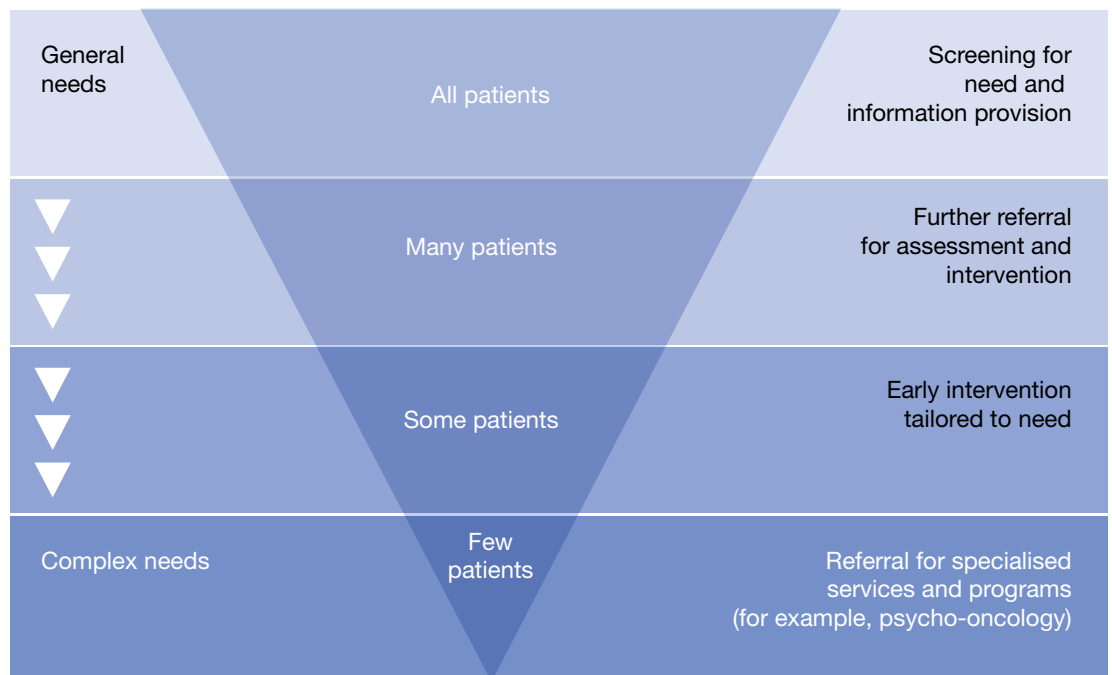 General
needs
All patients
Screening for
need and
information provision
Many patients
Further referral
for assessment and
intervention
Some patients
Early intervention
tailored to need
Complex needs
Few
patients
Referral for specialised
services and programs
(for example, psycho-oncology)